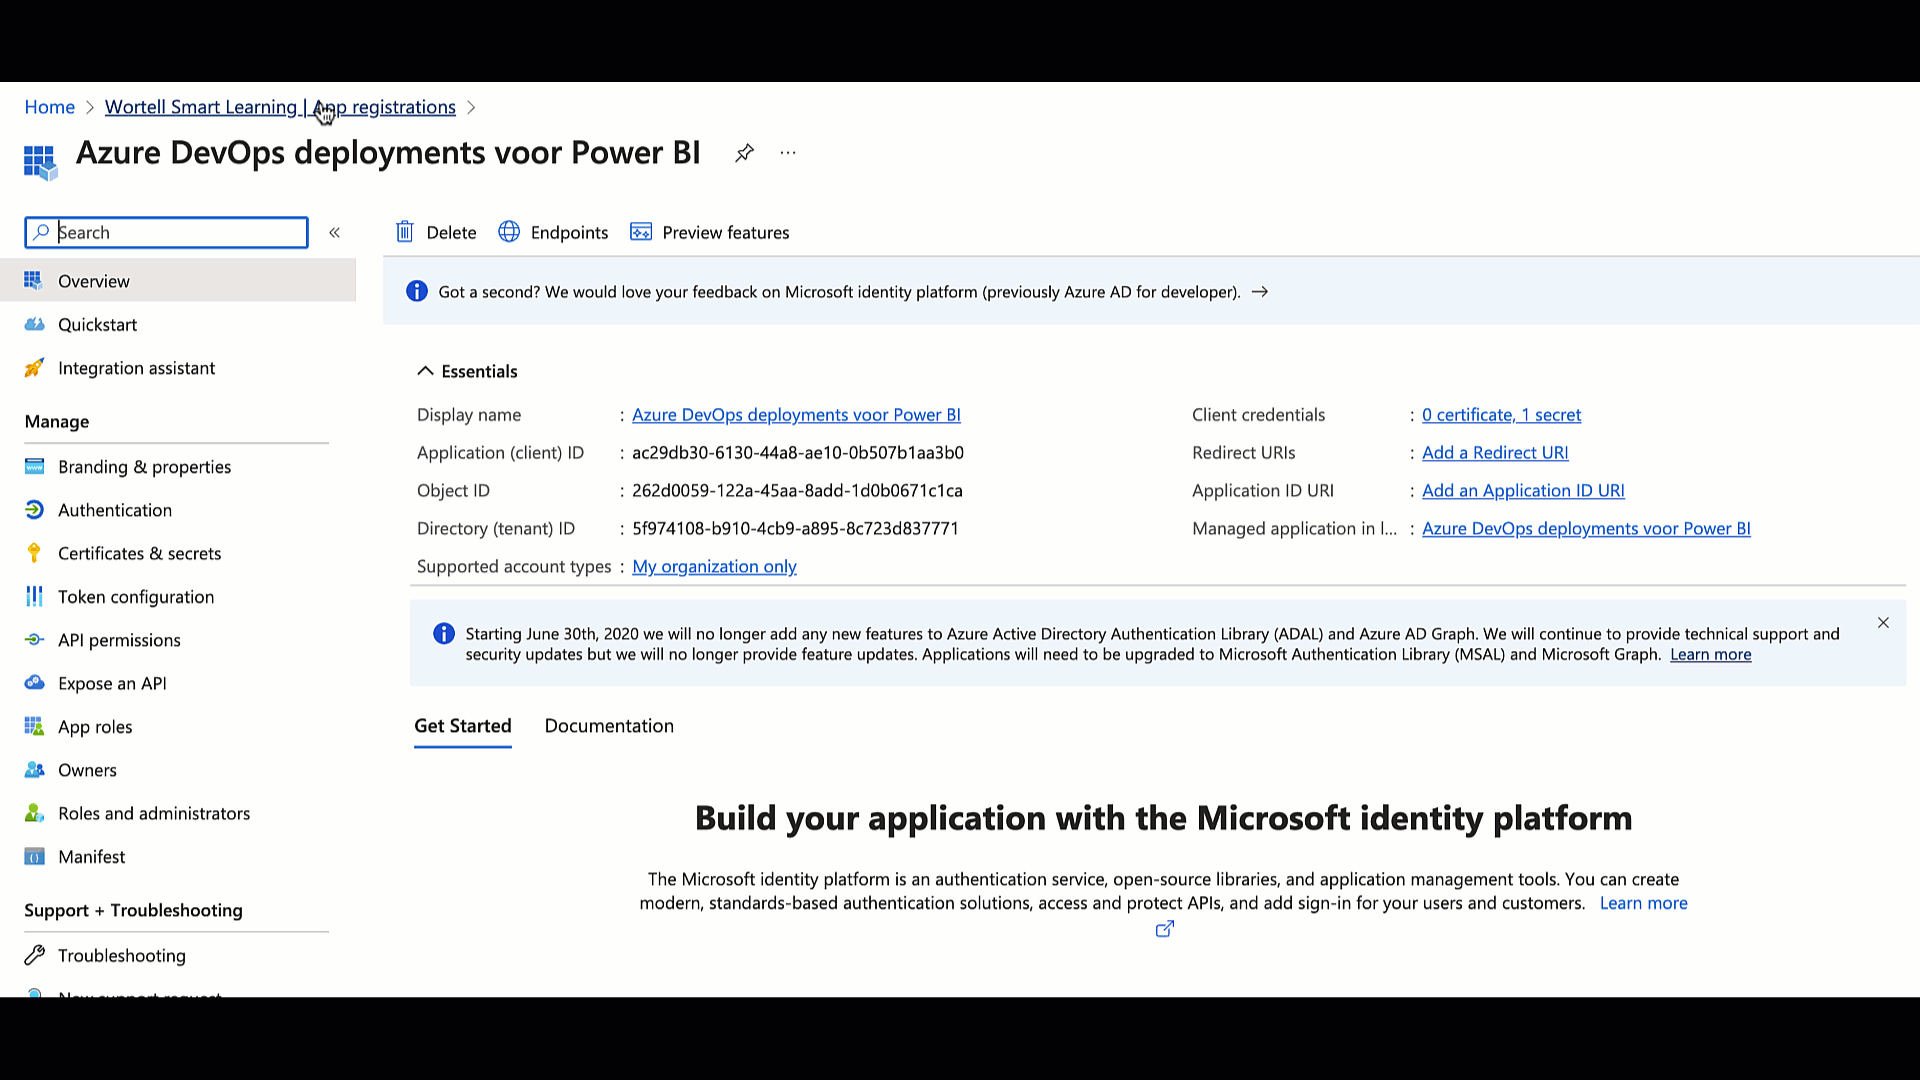 Home > Wortell Smart Learning | App registrations >
Azure DevOps deployments voor Power BI ...
Search «
Overview
Quickstart
Integration assistant
Manage
Branding & properties
Authentication
Certificates & secrets
Token configuration
API permissions
Expose an API
App roles
Owners
Roles and administrators
Manifest
Support + Troubleshooting
Troubleshooting
New support request
Delete Endpoints Preview features
Got a second? We would love your feedback on Microsoft identity platform (previously Azure AD for developer). →
Essentials
Display name : Azure DevOps deployments voor Power BI
Application (client) ID : ac29db30-6130-44a8-ae10-0b507b1aa3b0
Object ID : 262d0059-122a-45aa-8add-1d0b0671c1ca
Directory (tenant) ID : 5f974108-b910-4cb9-a895-8c723d837771
Supported account types : My organization only
Client credentials : 0 certificate, 1 secret
Redirect URIs : Add a Redirect URI
Application ID URI : Add an Application ID URI
Managed application in l... : Azure DevOps deployments voor Power BI
Starting June 30th, 2020 we will no longer add any new features to Azure Active Directory Authentication Library (ADAL) and Azure AD Graph. We will continue to provide technical support and
security updates but we will no longer provide feature updates. Applications will need to be upgraded to Microsoft Authentication Library (MSAL) and Microsoft Graph. Learn more
Get Started Documentation
Build your application with the Microsoft identity platform
The Microsoft identity platform is an authentication service, open-source libraries, and application management tools. You can create
modern, standards-based authentication solutions, access and protect APIs, and add sign-in for your users and customers. Learn more